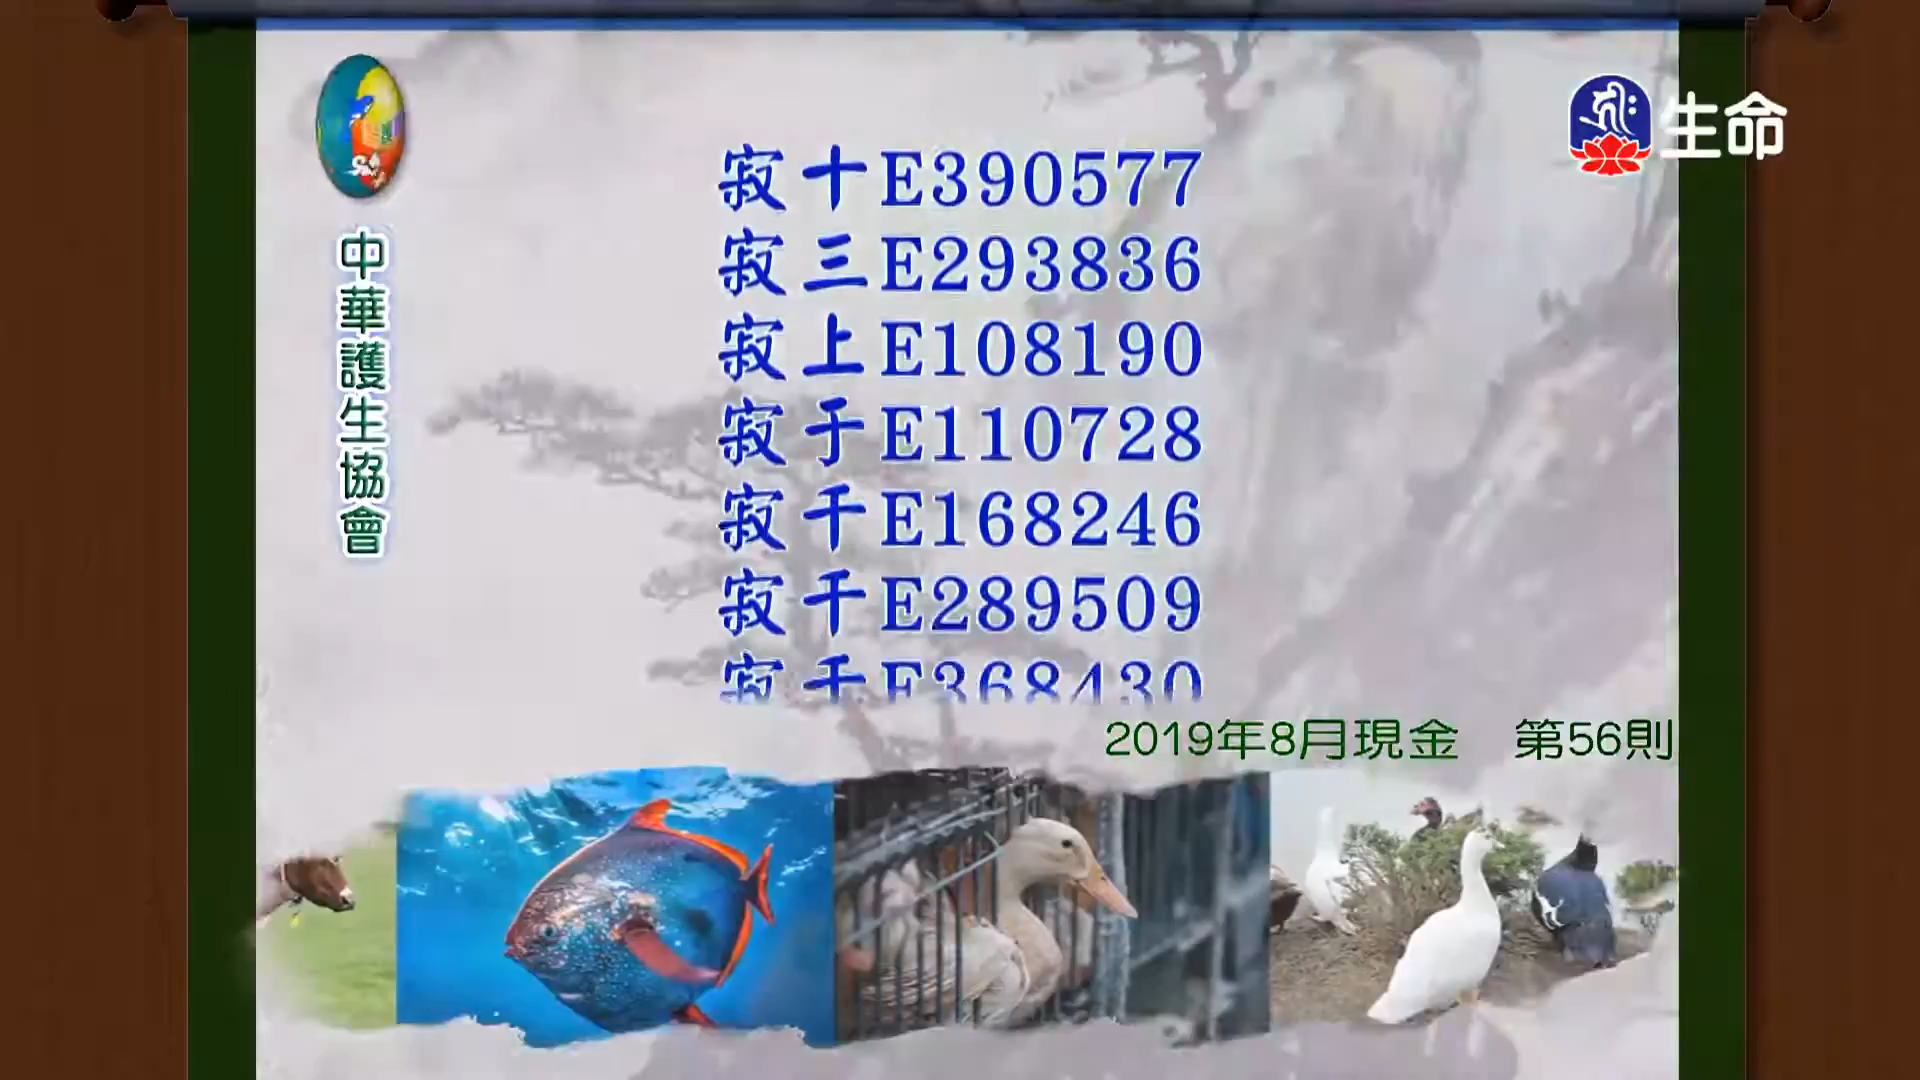 生命
中華護生協會
寂十E390577
寂三E293836
寂上E108190
寂于E110728
寂千E168246
寂千E289509
2019年8月現金 第56則